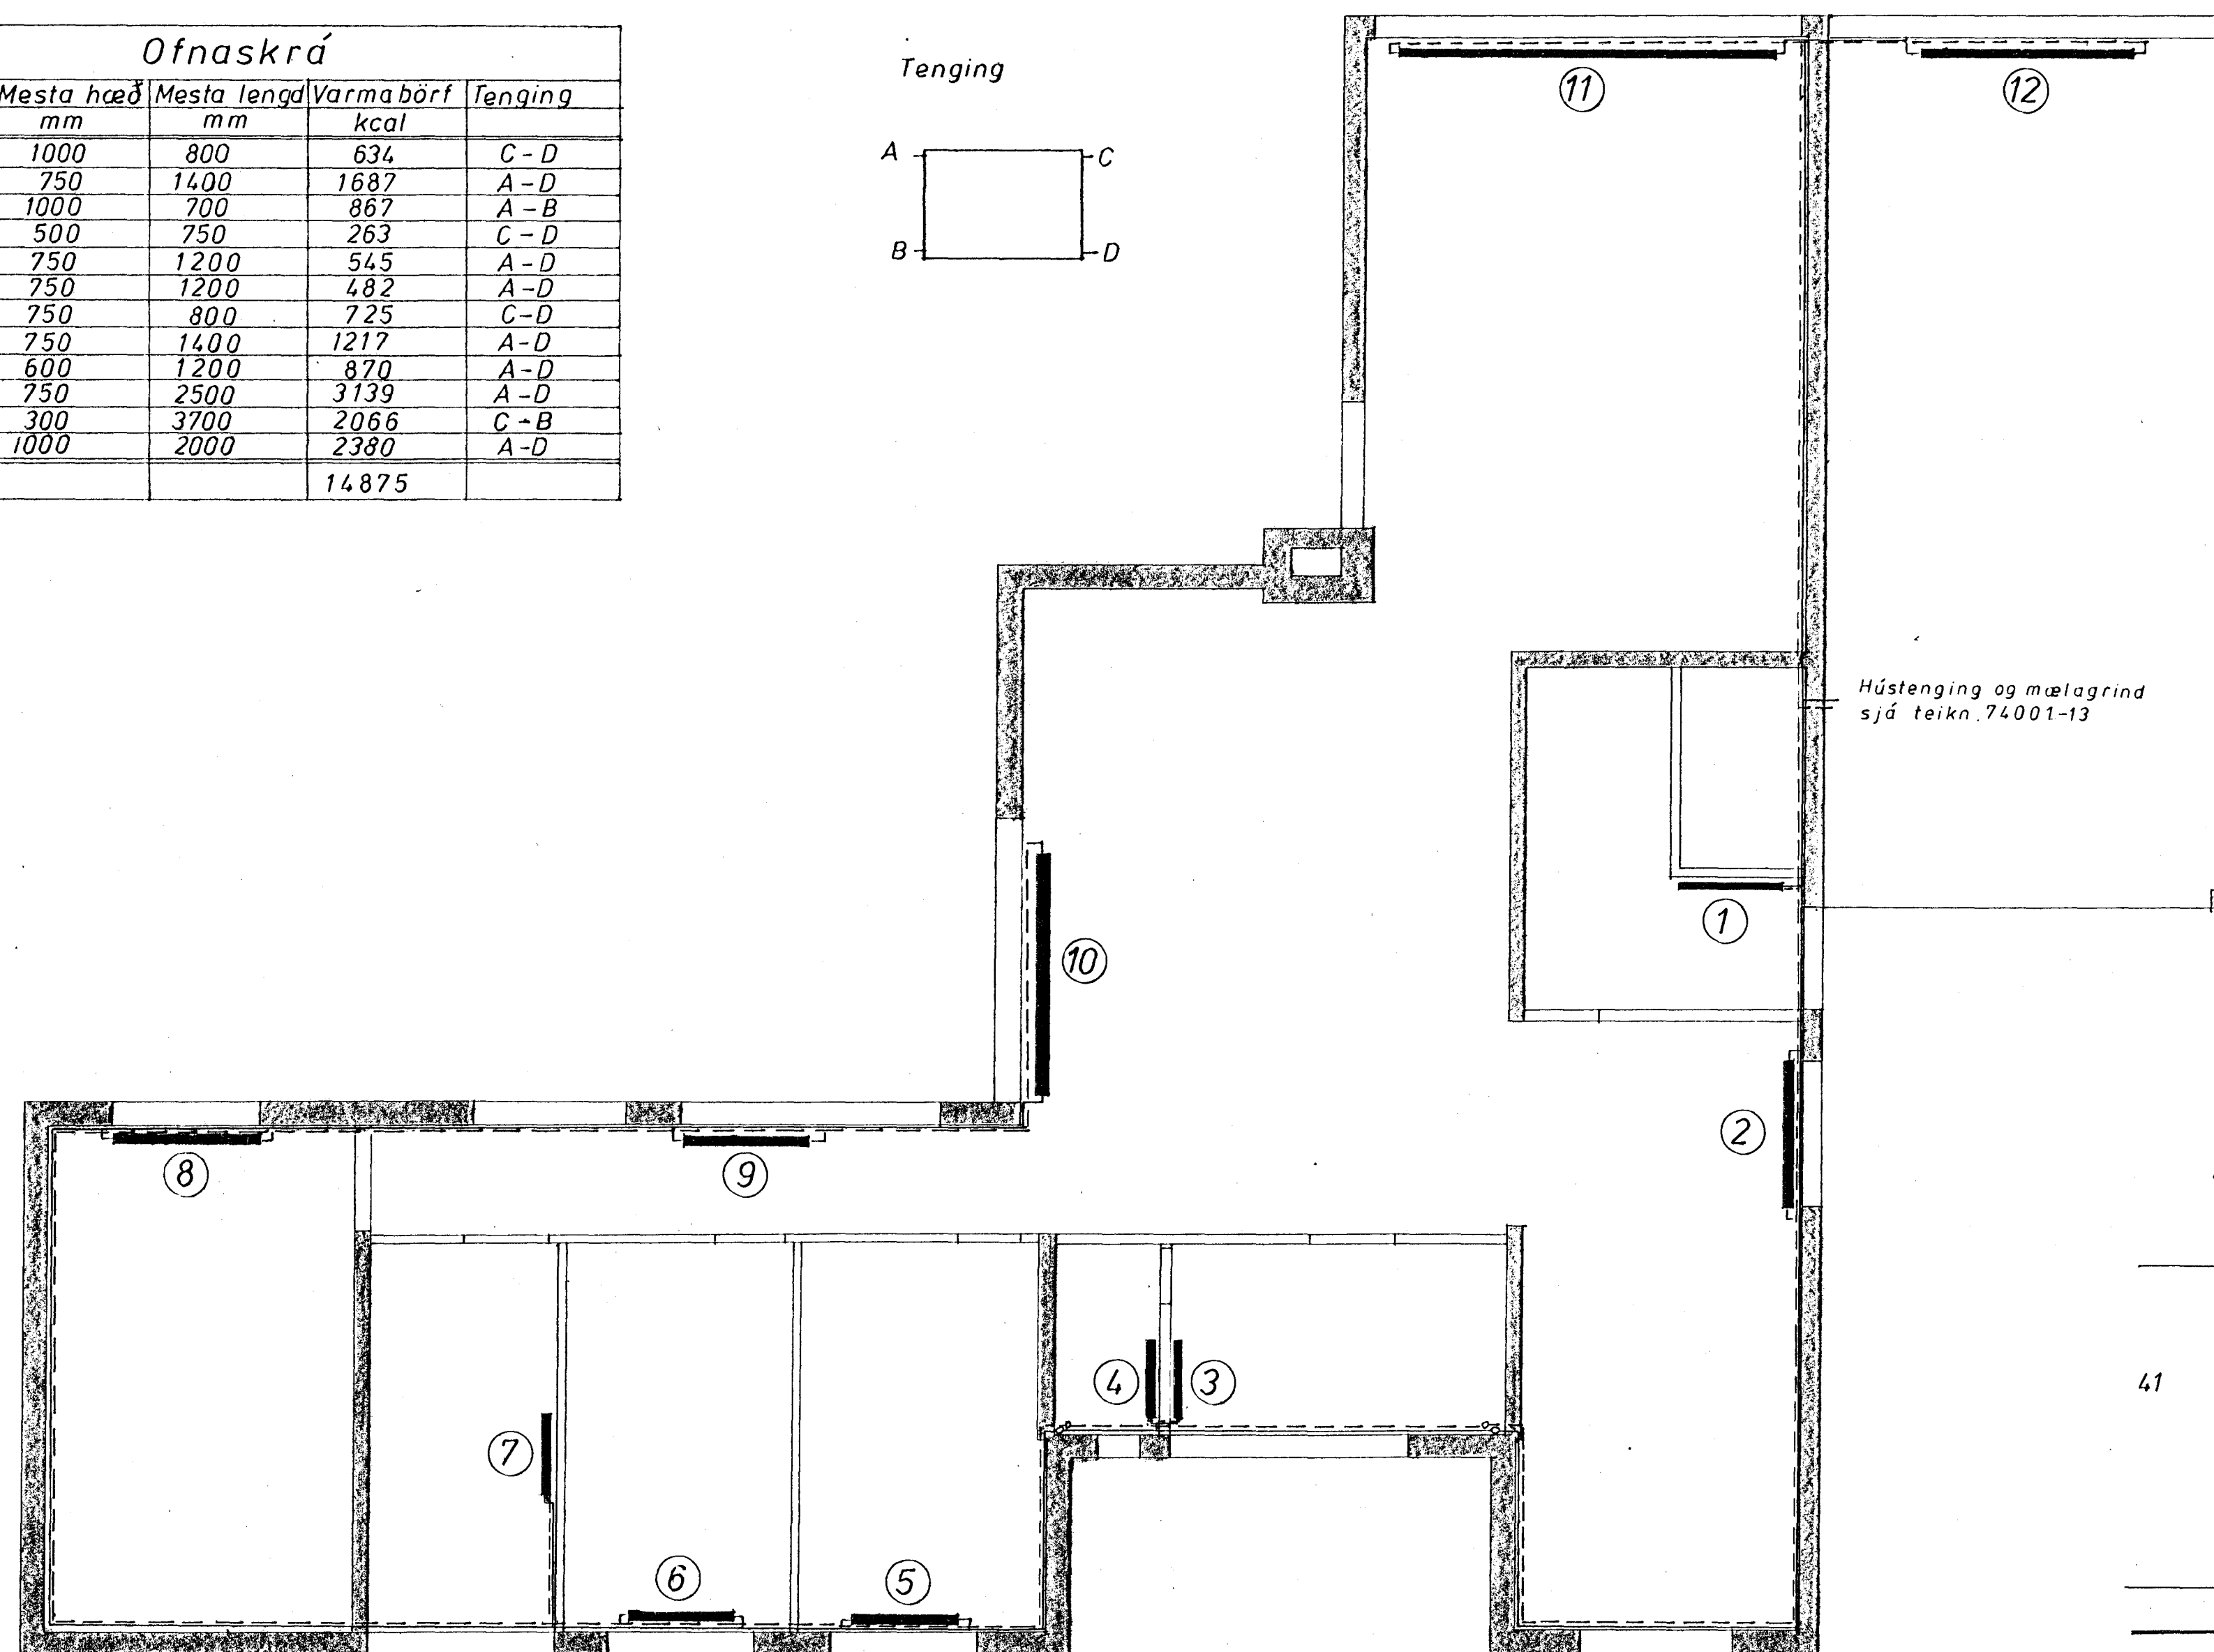 Ofnaskrá
Mesta hæð Mesta lengd Varmaþörf Tenging
mm mm kcal
1000 800 634 C-D
750 1400 1687 A-D
1000 700 867 A-B
500 750 263 C-D
750 1200 545 A-D
750 1200 482 A-D
750 800 725 C-D
750 1400 1217 A-D
600 1200 870 A-D
750 2500 3139 A-D
300 3700 2066 C-B
1000 2000 2380 A-D
14875
Tenging
A C
B D
11
12
Hústenging og mælagrind
sjá teikn. 74001-13
1
10
2
8
9
4
3
41
7
6
5